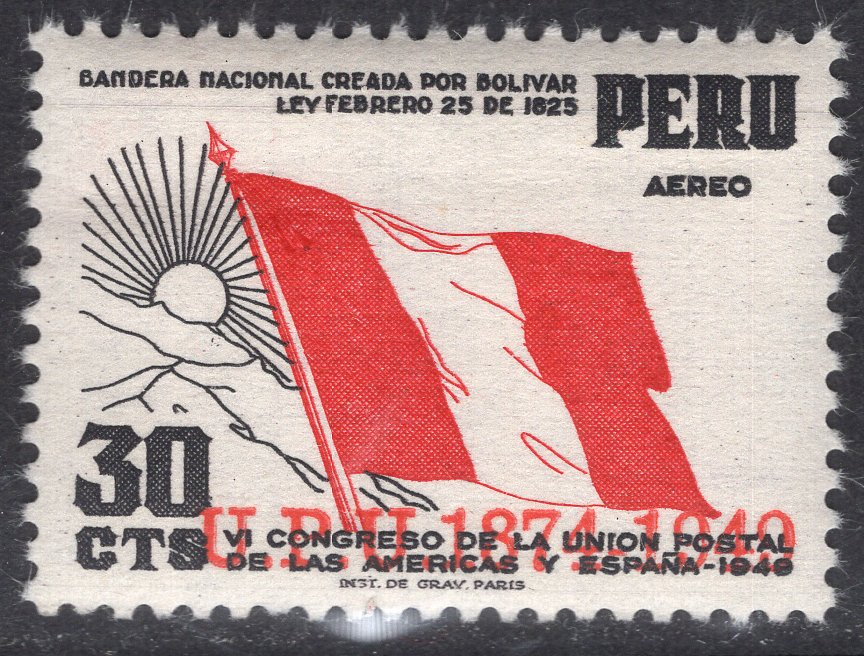 BANDERA NACIONAL CREADA POR BOLIVAR
LEY FEBRERO 25 DE 1825
PERU
AEREO
30
CTS
U.P.U. 1874-1949
VI CONGRESO DE LA UNION POSTAL
DE LAS AMERICAS Y ESPAÑA-1949
INST. DE GRAV. PARIS